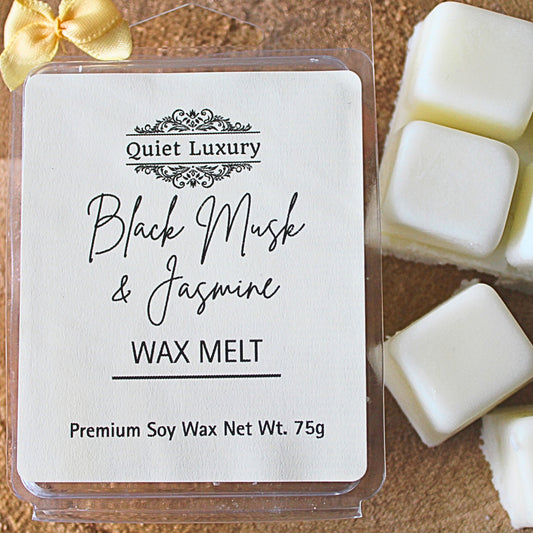 Quiet Luxury
Black Musk
& Jasmine
WAX MELT
Premium Soy Wax Net Wt. 75g